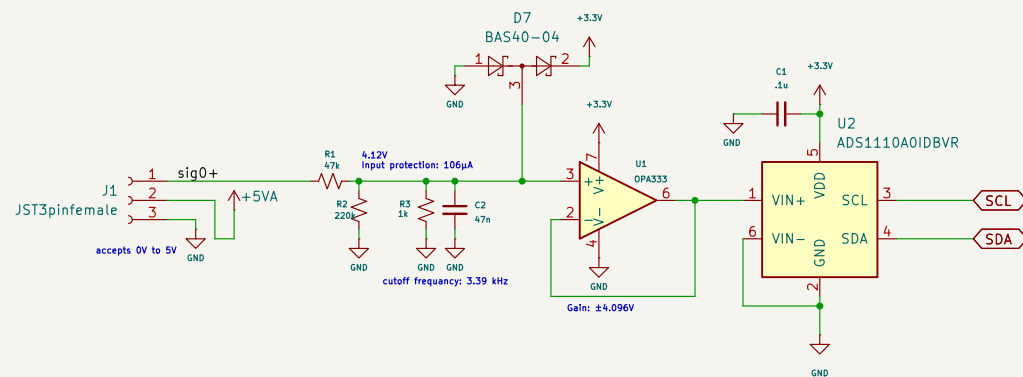 D7
BAS40-04
+3.3V
1
2
3
GND
+3.3V
C1
.1u
+3.3V
GND
U2
ADS1110A0IDBVR
J1
JST3pinfemale
1
2
3
sig0+
+5VA
GND
accepts 0V to 5V
R1
47k
4.12V
Input protection: 106µA
R2
220k
R3
1k
C2
47n
GND
GND
GND
cutoff frequancy: 3.39 kHz
U1
OPA333
3
2
7
4
6
+
-
V+
V-
GND
Gain: ±4.096V
1
6
5
2
3
4
VIN+
VIN-
VDD
GND
SCL
SDA
SCL
SDA
GND